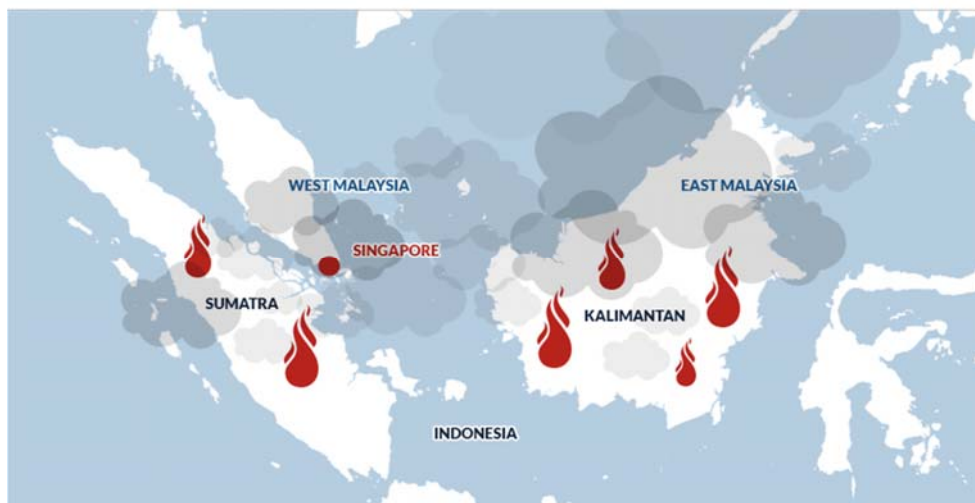 WEST MALAYSIA
EAST MALAYSIA
SINGAPORE
SUMATRA
KALIMANTAN
INDONESIA